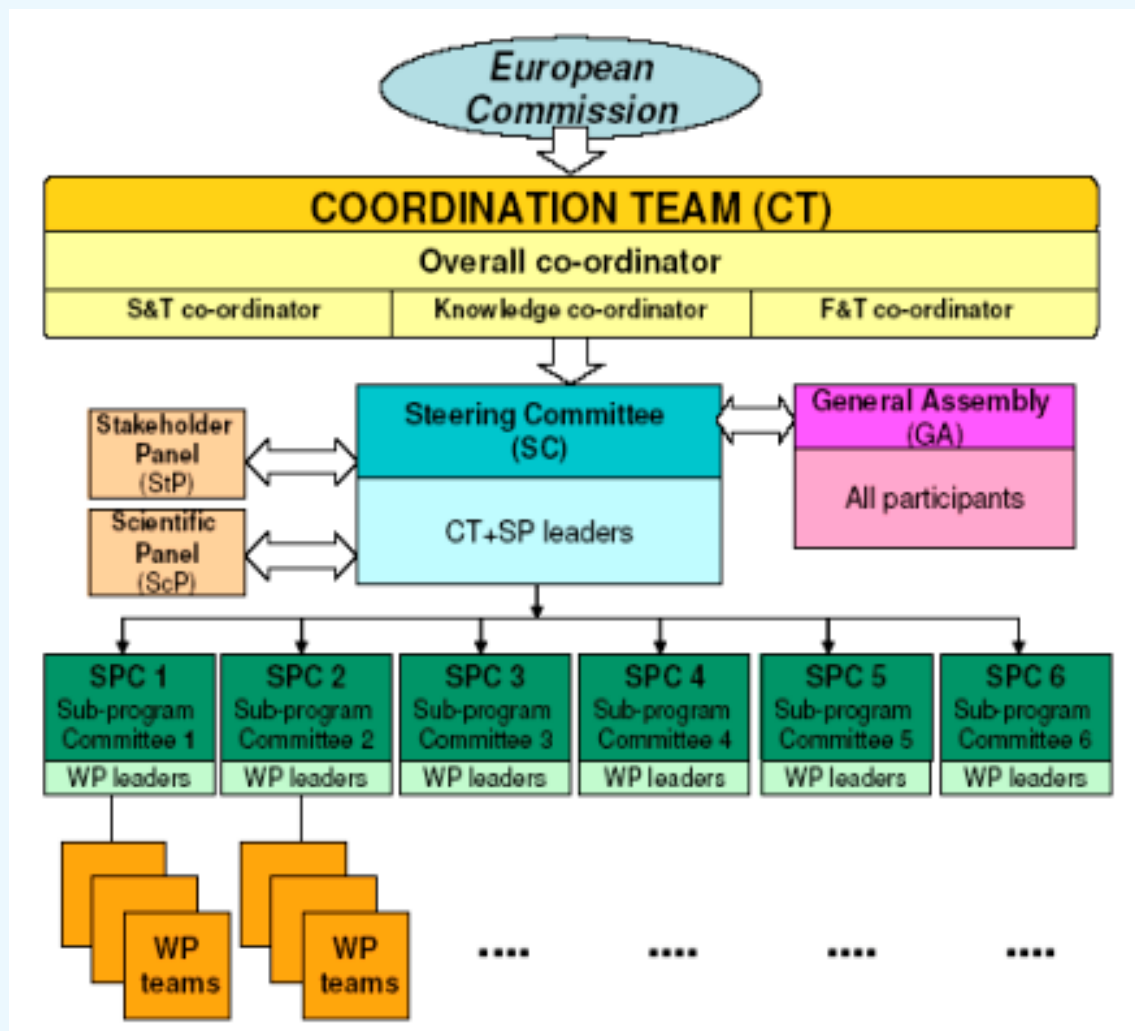 European
Commission
COORDINATION TEAM (CT)
Overall co-ordinator
S&T co-ordinator
Knowledge co-ordinator
F&T co-ordinator
Stakeholder
Panel
(StP)
Scientific
Panel
(ScP)
Steering Committee
(SC)
CT+SP leaders
General Assembly
(GA)
All participants
SPC 1
Sub-program
Committee 1
WP leaders
SPC 2
Sub-program
Committee 2
WP leaders
SPC 3
Sub-program
Committee 3
WP leaders
SPC 4
Sub-program
Committee 4
WP leaders
SPC 5
Sub-program
Committee 5
WP leaders
SPC 6
Sub-program
Committee 6
WP leaders
WP
teams
WP
teams
....
....
....
....